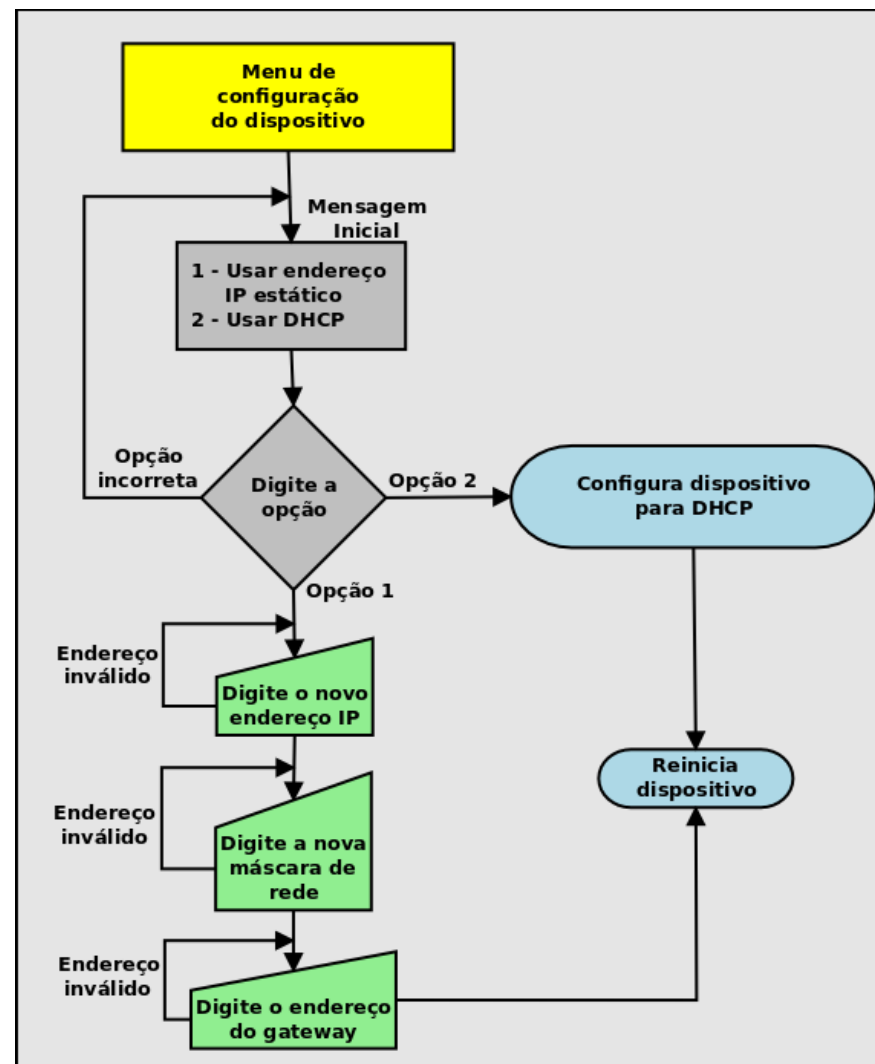 Menu de
configuração
do dispositivo
Mensagem
Inicial
1 - Usar endereço
IP estático
2 - Usar DHCP
Opção
incorreta
Digite a
opção
Opção 2
Configura dispositivo
para DHCP
Opção 1
Endereço
inválido
Digite o novo
endereço IP
Reinicia
dispositivo
Endereço
inválido
Digite a nova
máscara de
rede
Endereço
inválido
Digite o endereço
do gateway